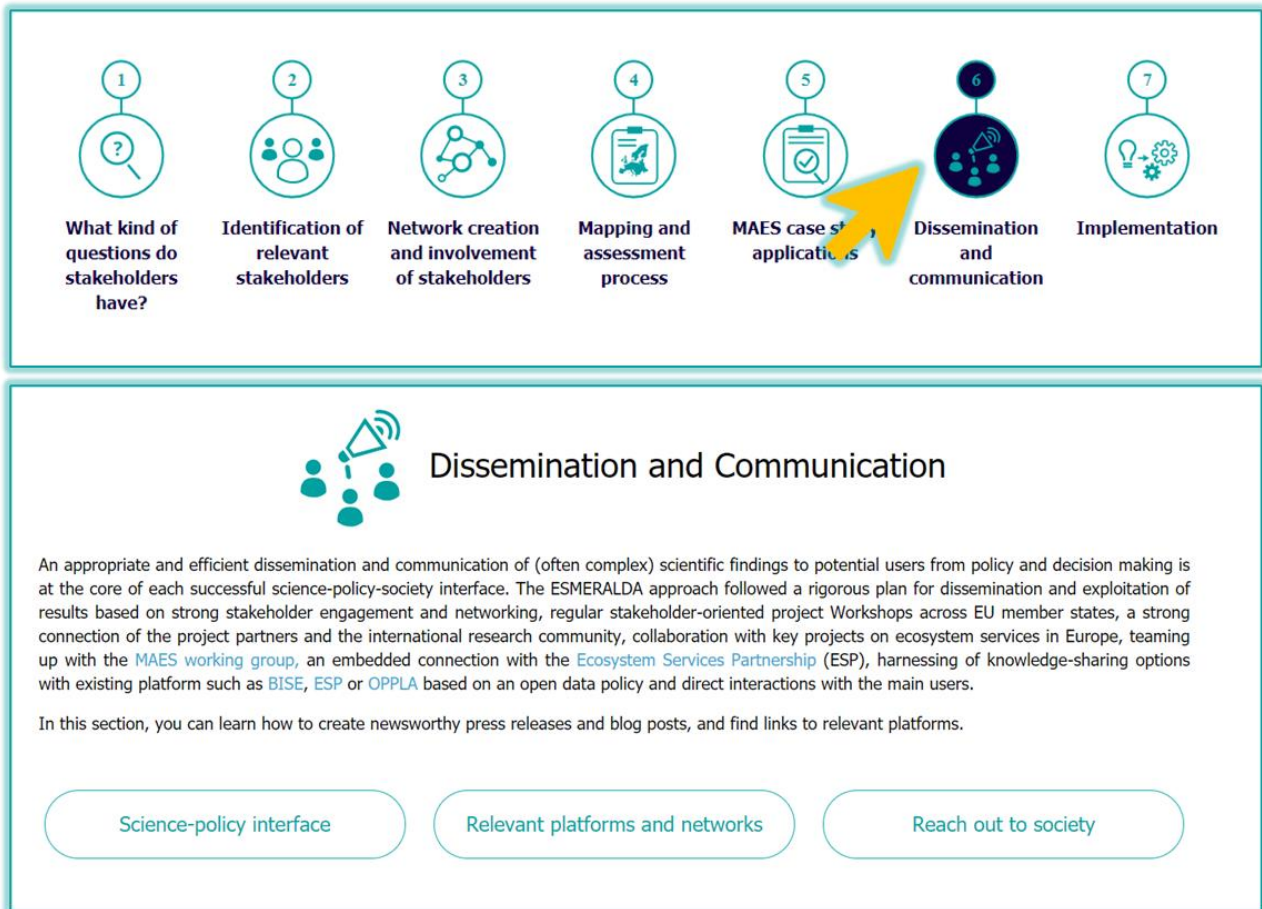 1
2
3
4
5
6
7
?
What kind of
questions do
stakeholders
have?
Identification of
relevant
stakeholders
Network creation
and involvement
of stakeholders
Mapping and
assessment
process
MAES case
applications
Dissemination
and
communication
Implementation
Dissemination and Communication
An appropriate and efficient dissemination and communication of (often complex) scientific findings to potential users from policy and decision making is
at the core of each successful science-policy-society interface. The ESMERALDA approach followed a rigorous plan for dissemination and exploitation of
results based on strong stakeholder engagement and networking, regular stakeholder-oriented project Workshops across EU member states, a strong
connection of the project partners and the international research community, collaboration with key projects on ecosystem services in Europe, teaming
up with the MAES working group, an embedded connection with the Ecosystem Services Partnership (ESP), harnessing of knowledge-sharing options
with existing platform such as BISE, ESP or OPPLA based on an open data policy and direct interactions with the main users.
In this section, you can learn how to create newsworthy press releases and blog posts, and find links to relevant platforms.
Science-policy interface
Relevant platforms and networks
Reach out to society